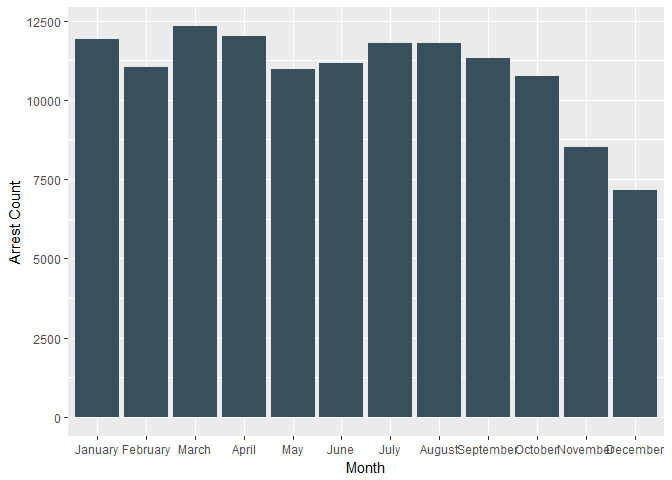 12500
10000
7500
5000
2500
0
Arrest Count
January February March April May June July August September October November December
Month